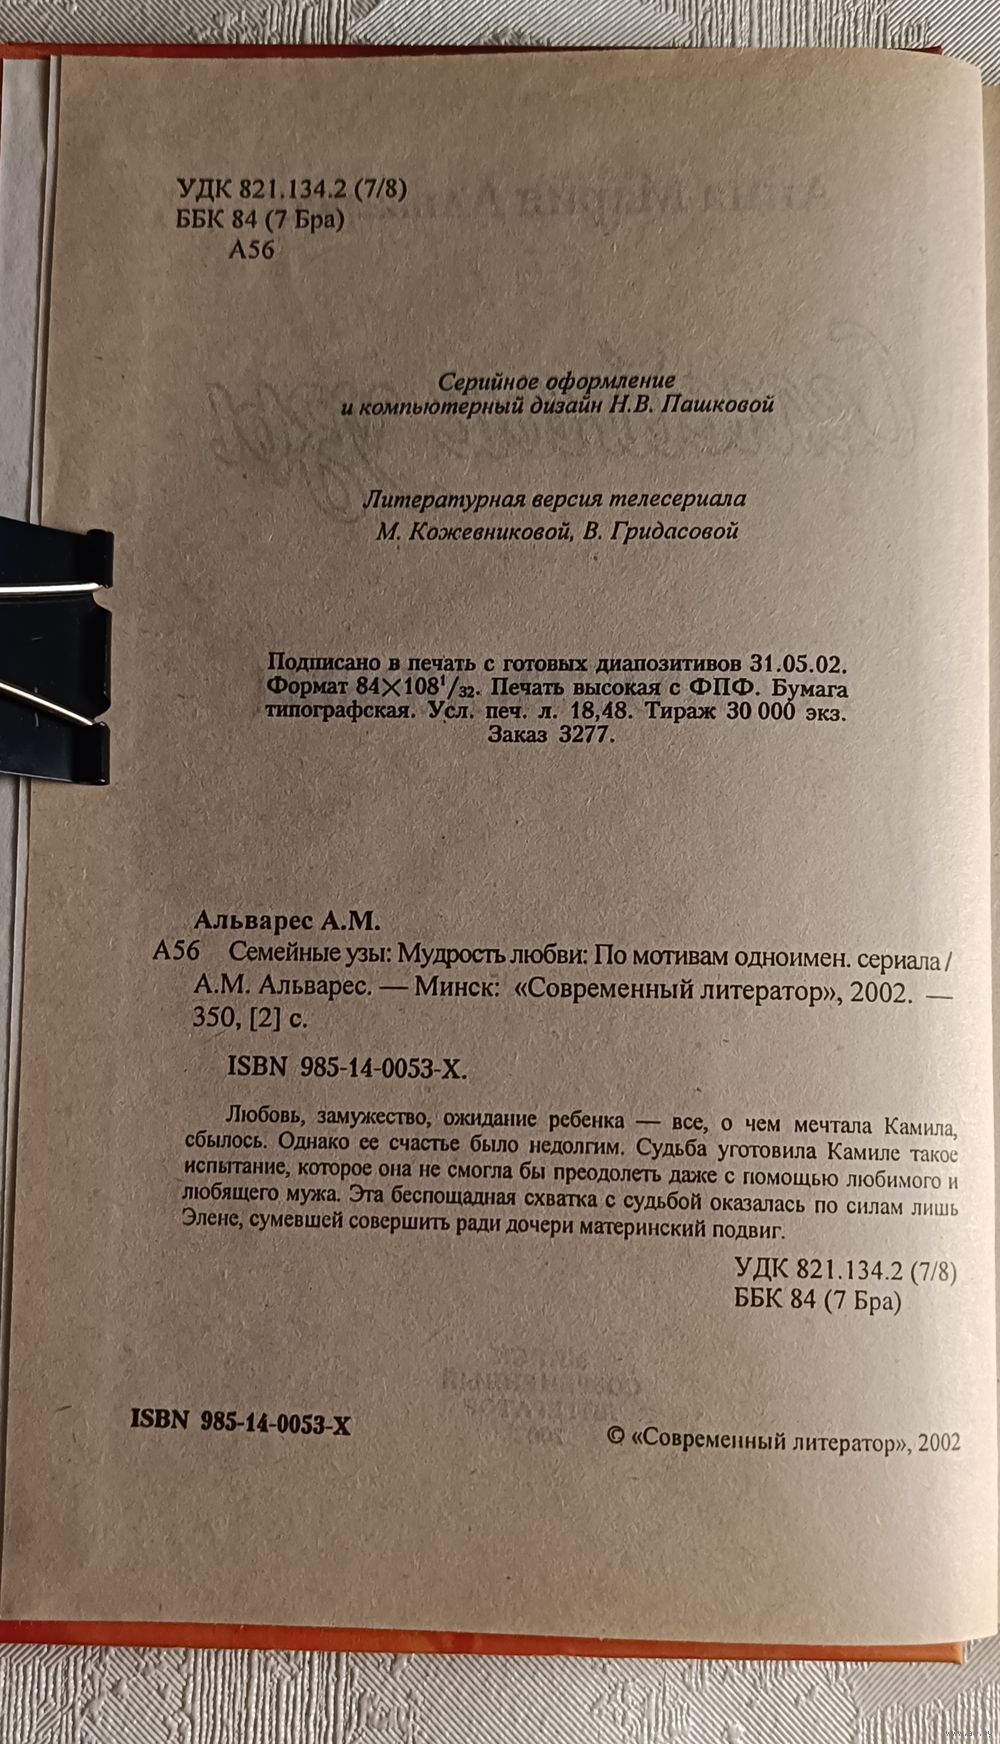 УДК 821.134.2 (7/8)
ББК 84 (7 Бра)
А56
Серийное оформление
и компьютерный дизайн Н.В. Пашковой
Литературная версия телесериала
М. Кожевниковой, В. Гридасовой
Подписано в печать с готовых диапозитивов 31.05.02.
Формат 84×108¹/₃₂. Печать высокая с ФПФ. Бумага
типографская. Усл. печ. л. 18,48. Тираж 30 000 экз.
Заказ 3277.
Альварес А.М.
А56 Семейные узы: Мудрость любви: По мотивам одноимен. сериала /
А.М. Альварес. — Минск: «Современный литератор», 2002. —
350, [2] с.
ISBN 985-14-0053-X.
Любовь, замужество, ожидание ребенка — все, о чем мечтала Камила,
сбылось. Однако ее счастье было недолгим. Судьба уготовила Камиле такое
испытание, которое она не смогла бы преодолеть даже с помощью любимого и
любящего мужа. Эта беспощадная схватка с судьбой оказалась по силам лишь
Элене, сумевшей совершить ради дочери материнский подвиг.
УДК 821.134.2 (7/8)
ББК 84 (7 Бра)
ISBN 985-14-0053-X
© «Современный литератор», 2002